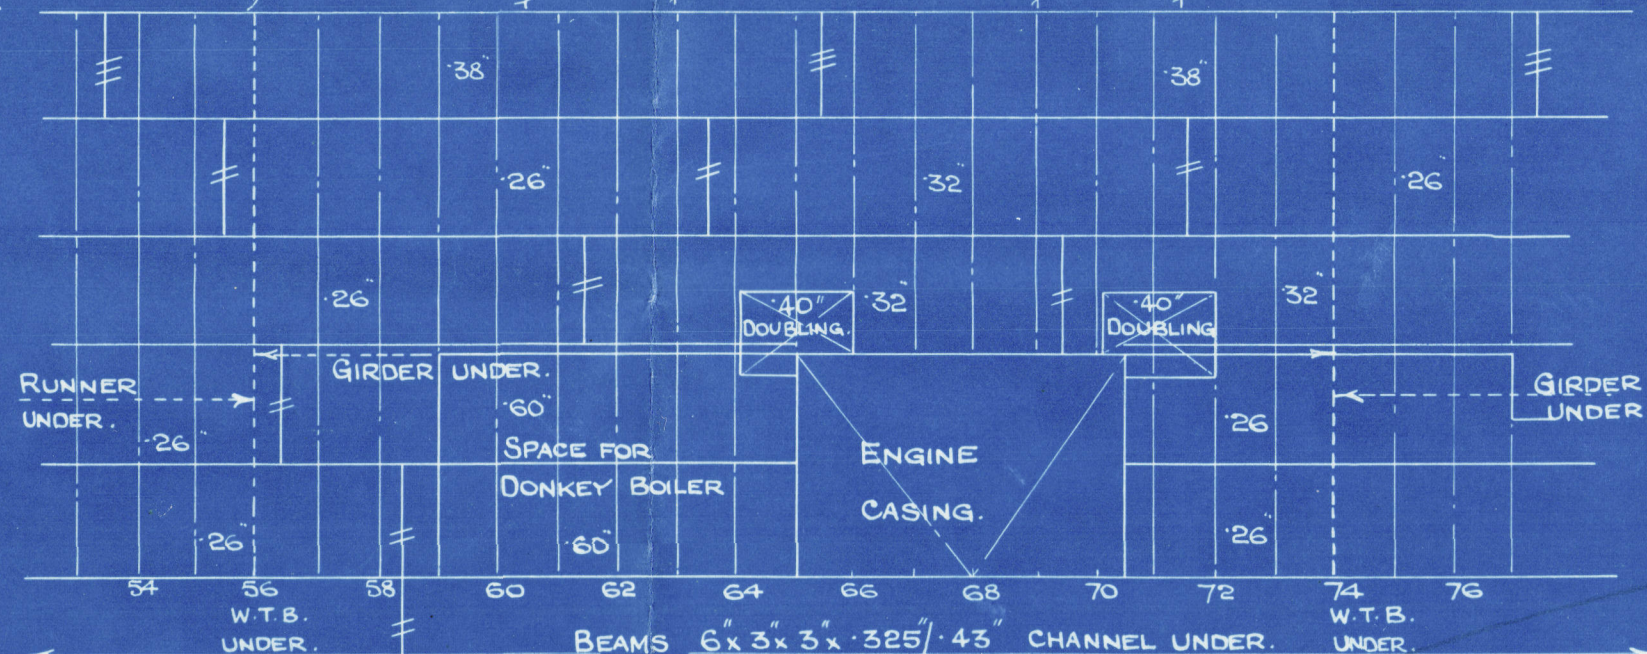 ·38" ·38"
·26" ·32" ·26"
·26" ·40" ·32" ·40" ·32"
DOUBLING. DOUBLING
GIRDER UNDER.
RUNNER
UNDER.
GIRDER
UNDER
·60"
·26" ·26"
SPACE FOR
DONKEY BOILER
ENGINE
CASING.
·26" ·60" ·26"
54 56 58 60 62 64 66 68 70 72 74 76
W.T.B.
UNDER.
W.T.B.
UNDER.
BEAMS 6" x 3" x 3" x ·325"/·43" CHANNEL UNDER.